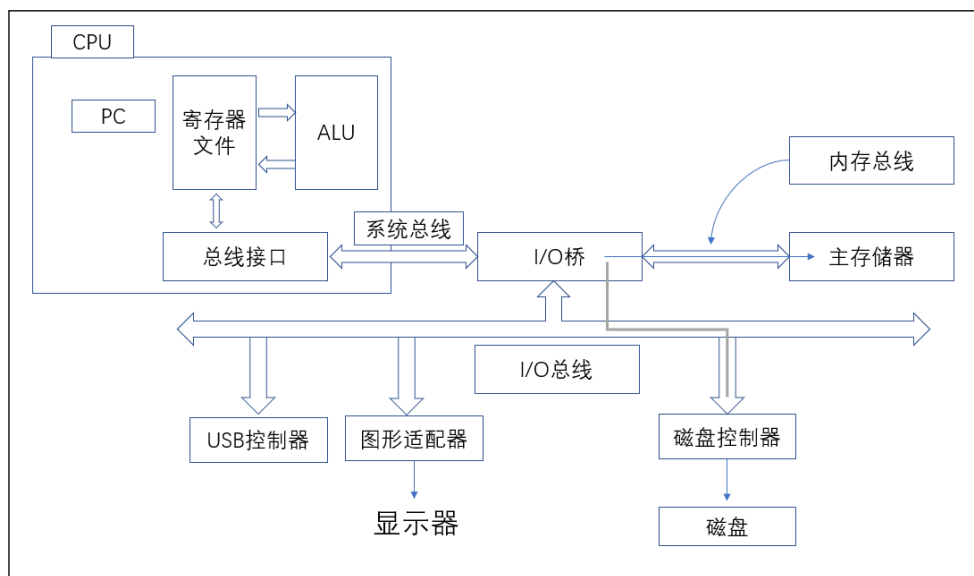 CPU
PC
寄存器
文件
ALU
内存总线
系统总线
总线接口
I/O桥
主存储器
I/O总线
USB控制器
图形适配器
磁盘控制器
显示器
磁盘